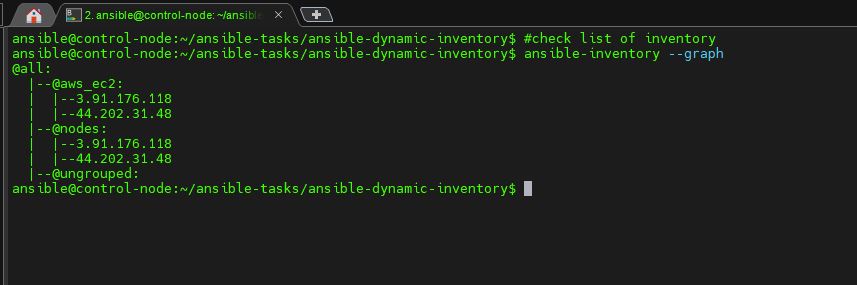 2. ansible@control-node: ~/ansible
ansible@control-node:~/ansible-tasks/ansible-dynamic-inventory$ #check list of inventory
ansible@control-node:~/ansible-tasks/ansible-dynamic-inventory$ ansible-inventory --graph
@all:
  |--@aws_ec2:
  |  |--3.91.176.118
  |  |--44.202.31.48
  |--@nodes:
  |  |--3.91.176.118
  |  |--44.202.31.48
  |--@ungrouped:
ansible@control-node:~/ansible-tasks/ansible-dynamic-inventory$